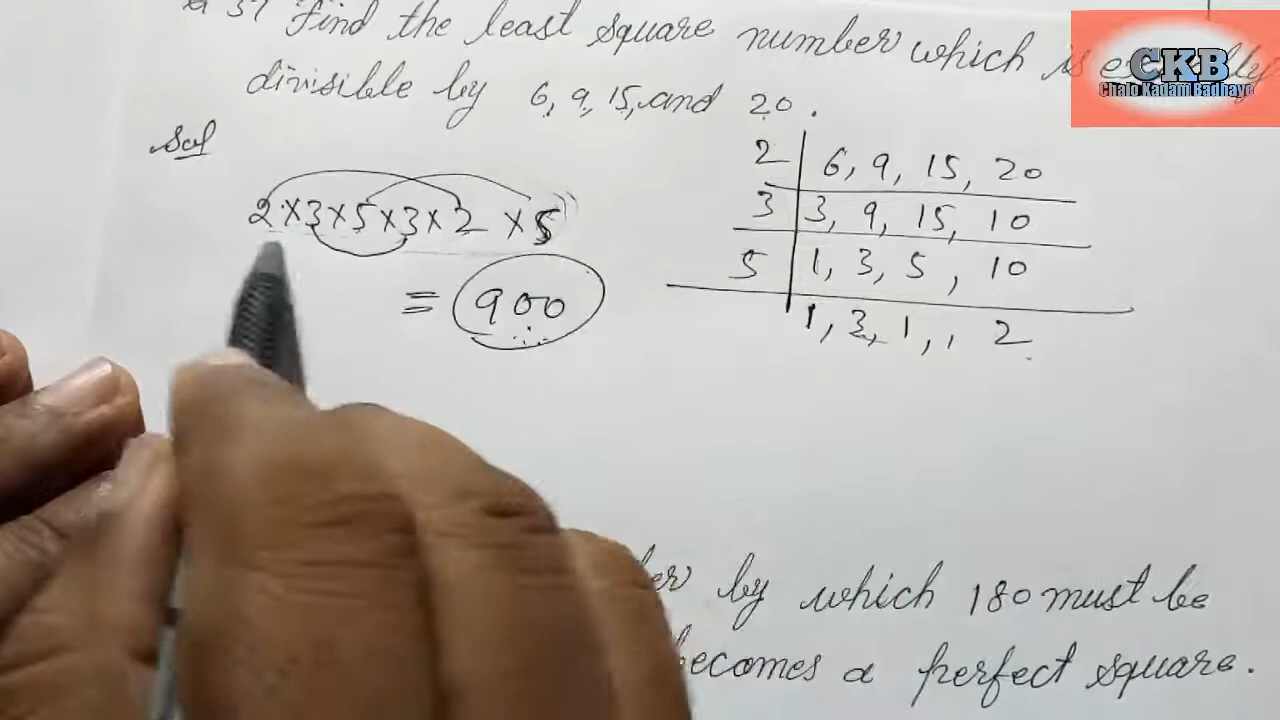 37 Find the least square number which is
divisible by 6, 9, 15, and 20.
Sol
2×3×5×3×2 ×5
= 900
2 | 6, 9, 15, 20
3 | 3, 9, 15, 10
5 | 1, 3, 5, 10
1, 3, 1, , 2
CKB
Chalo Kadam Badhaye
by which 180 must be
becomes a perfect square.